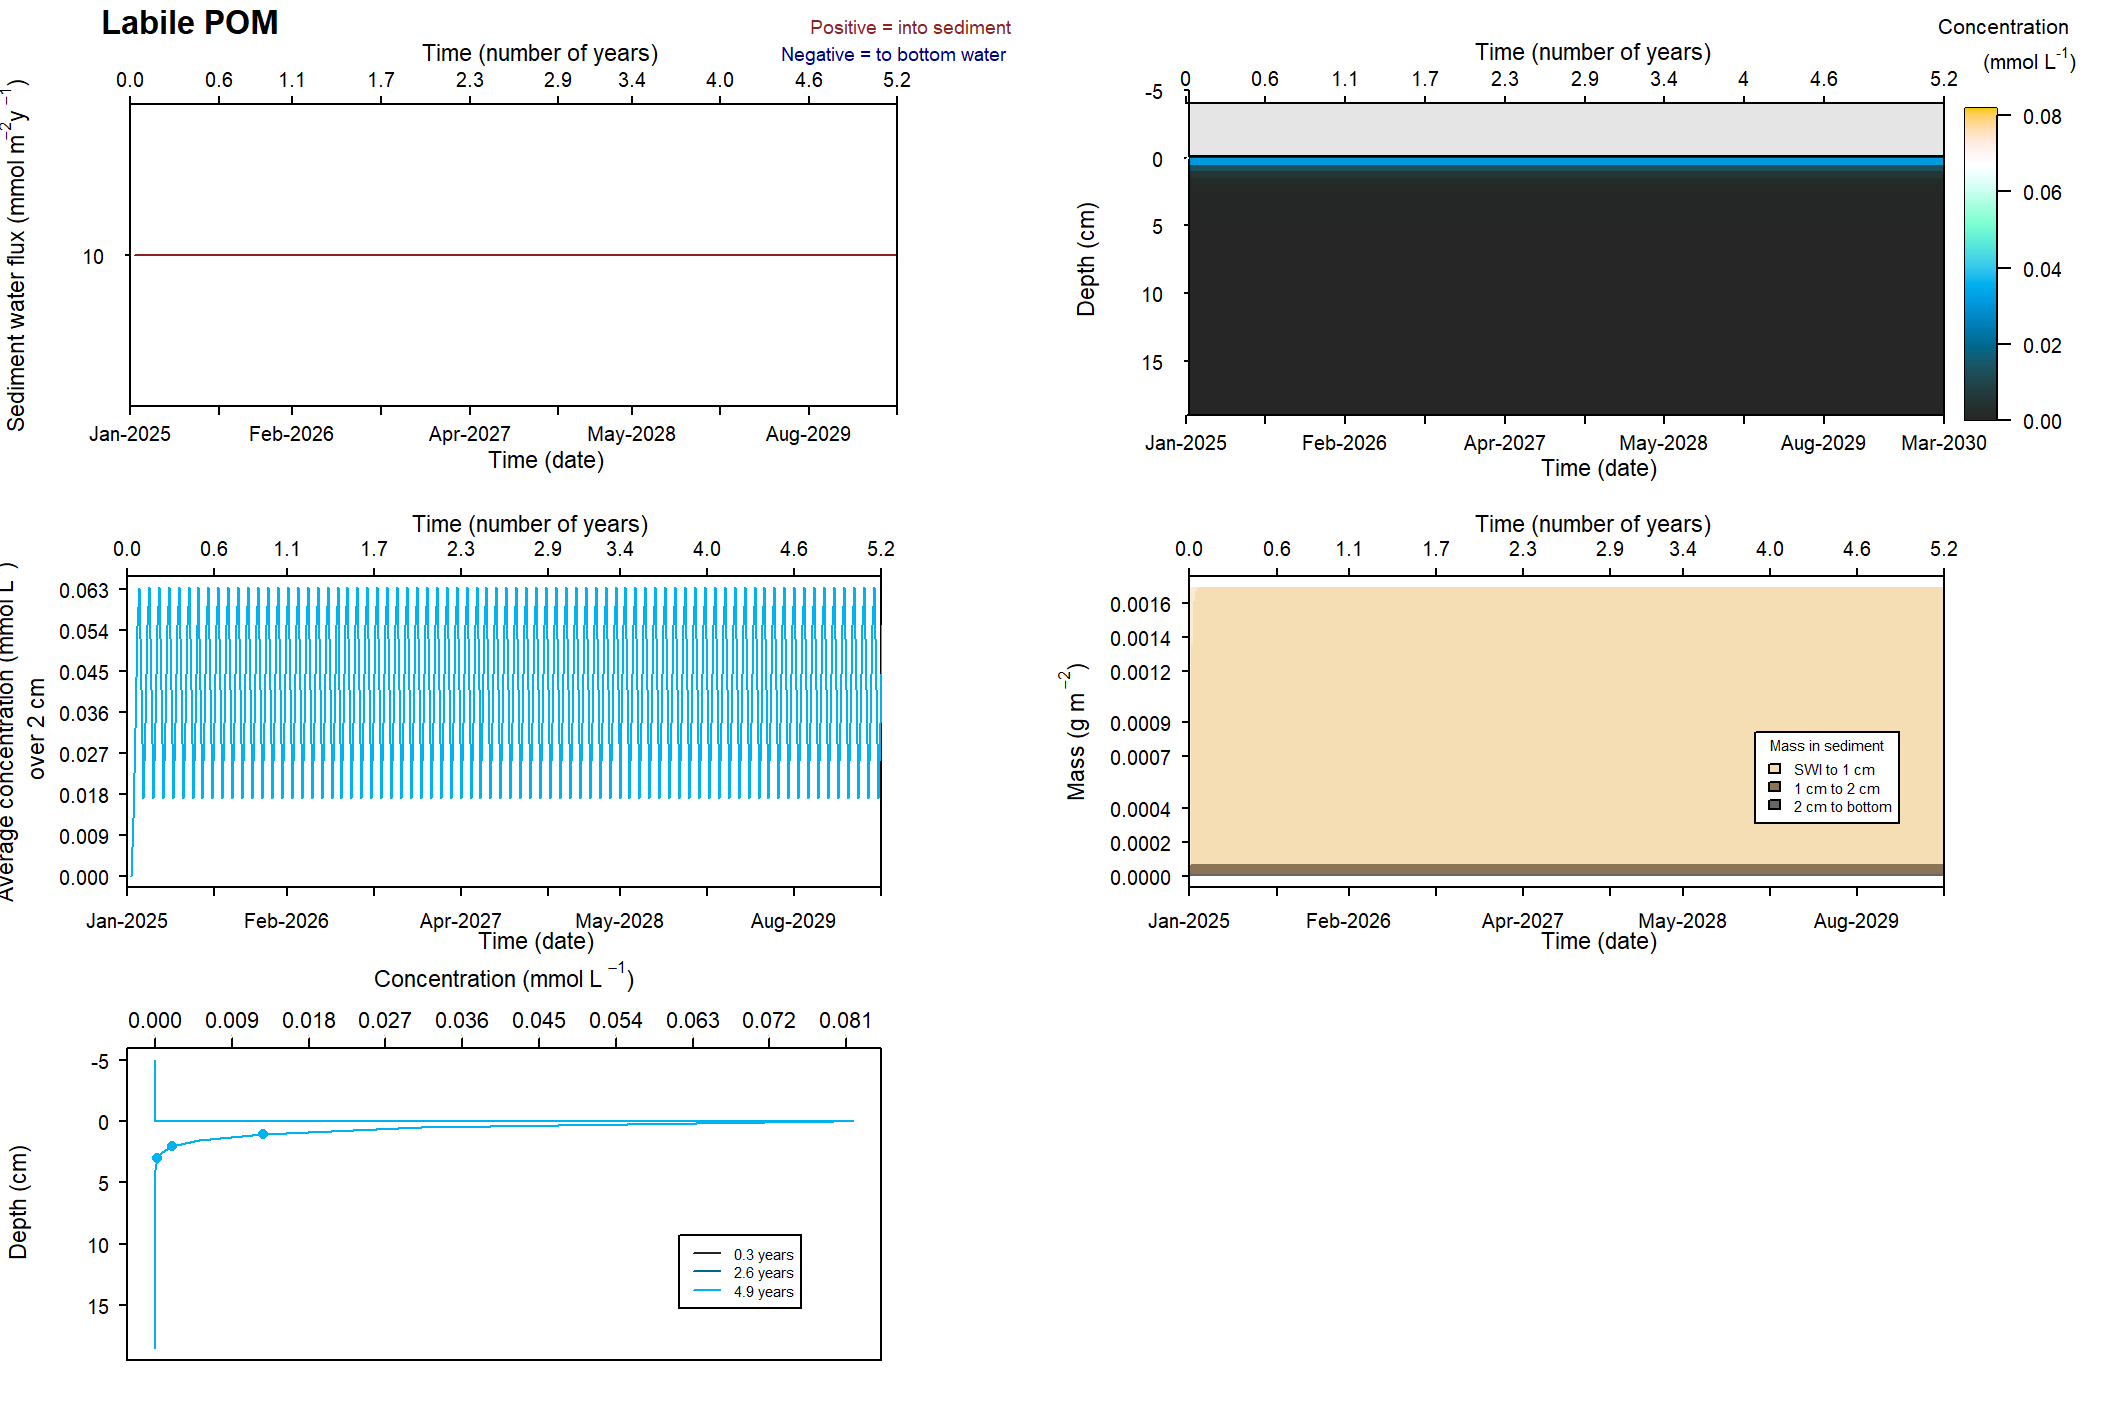 Labile POM
Positive = into sediment
Negative = to bottom water
Time (number of years)
0.0 0.6 1.1 1.7 2.3 2.9 3.4 4.0 4.6 5.2
Sediment water flux (mmol m⁻²y⁻¹)
10
Jan-2025 Feb-2026 Apr-2027 May-2028 Aug-2029
Time (date)
Concentration
(mmol L⁻¹)
Time (number of years)
0 0.6 1.1 1.7 2.3 2.9 3.4 4 4.6 5.2
Depth (cm)
-5
0
5
10
15
0.08
0.06
0.04
0.02
0.00
Jan-2025 Feb-2026 Apr-2027 May-2028 Aug-2029 Mar-2030
Time (date)
Time (number of years)
0.0 0.6 1.1 1.7 2.3 2.9 3.4 4.0 4.6 5.2
Average concentration (mmol L )
over 2 cm
0.063
0.054
0.045
0.036
0.027
0.018
0.009
0.000
Jan-2025 Feb-2026 Apr-2027 May-2028 Aug-2029
Time (date)
Time (number of years)
0.0 0.6 1.1 1.7 2.3 2.9 3.4 4.0 4.6 5.2
Mass (g m⁻²)
0.0016
0.0014
0.0012
0.0009
0.0007
0.0004
0.0002
0.0000
Mass in sediment
SWI to 1 cm
1 cm to 2 cm
2 cm to bottom
Jan-2025 Feb-2026 Apr-2027 May-2028 Aug-2029
Time (date)
Concentration (mmol L⁻¹)
0.000 0.009 0.018 0.027 0.036 0.045 0.054 0.063 0.072 0.081
Depth (cm)
-5
0
5
10
15
0.3 years
2.6 years
4.9 years